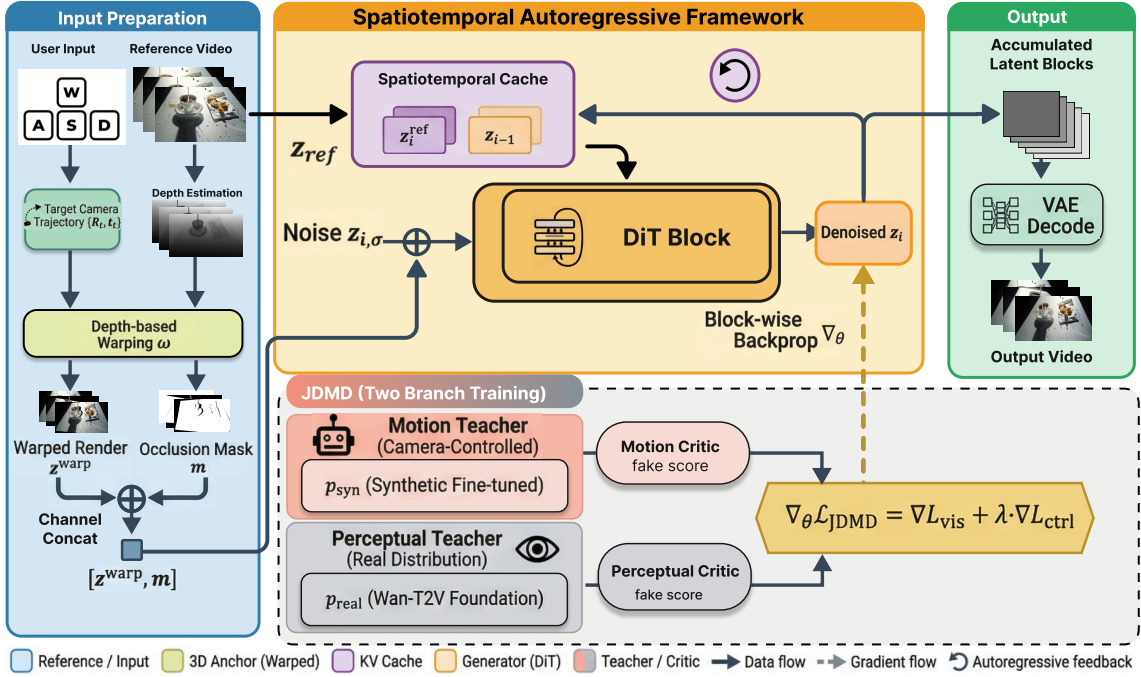 Input Preparation
User Input
Reference Video
W
A S D
Target Camera
Trajectory {R_t, t_t}
Depth Estimation
Depth-based
Warping ω
Warped Render
z^warp
Occlusion Mask
m
Channel
Concat
[z^warp, m]
Spatiotemporal Autoregressive Framework
Spatiotemporal Cache
z_i^ref
z_{i−1}
z_ref
Noise z_{i,σ}
DiT Block
Denoised z_i
Block-wise
Backprop ∇_θ
JDMD (Two Branch Training)
Motion Teacher
(Camera-Controlled)
p_syn (Synthetic Fine-tuned)
Perceptual Teacher
(Real Distribution)
p_real (Wan-T2V Foundation)
Motion Critic
fake score
Perceptual Critic
fake score
∇_θ ℒ_JDMD = ∇L_vis + λ·∇L_ctrl
Output
Accumulated
Latent Blocks
VAE
Decode
Output Video
Reference / Input
3D Anchor (Warped)
KV Cache
Generator (DiT)
Teacher / Critic
Data flow
Gradient flow
Autoregressive feedback